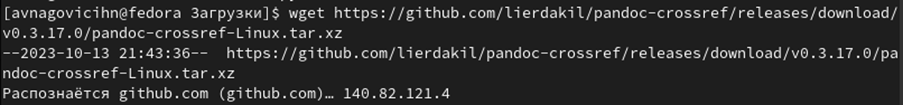 [avnagovicihn@fedora Загрузки]$ wget https://github.com/lierdakil/pandoc-crossref/releases/download/
v0.3.17.0/pandoc-crossref-Linux.tar.xz
--2023-10-13 21:43:36--  https://github.com/lierdakil/pandoc-crossref/releases/download/v0.3.17.0/pa
ndoc-crossref-Linux.tar.xz
Распознаётся github.com (github.com)… 140.82.121.4